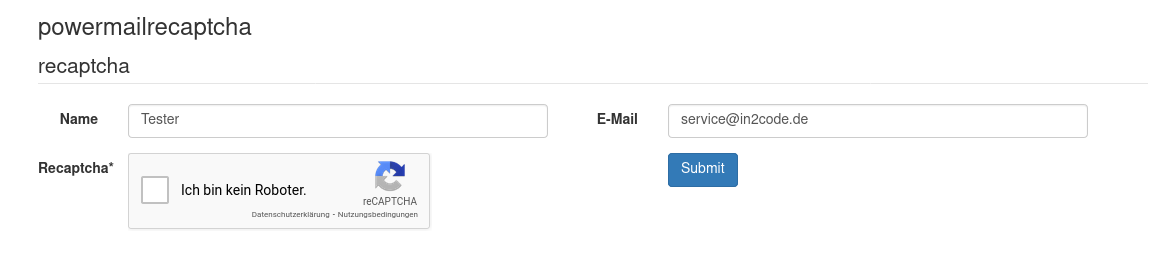 powermailrecaptcha
recaptcha
Name Tester E-Mail service@in2code.de
Recaptcha* Ich bin kein Roboter. Submit
reCAPTCHA
Datenschutzerklärung - Nutzungsbedingungen